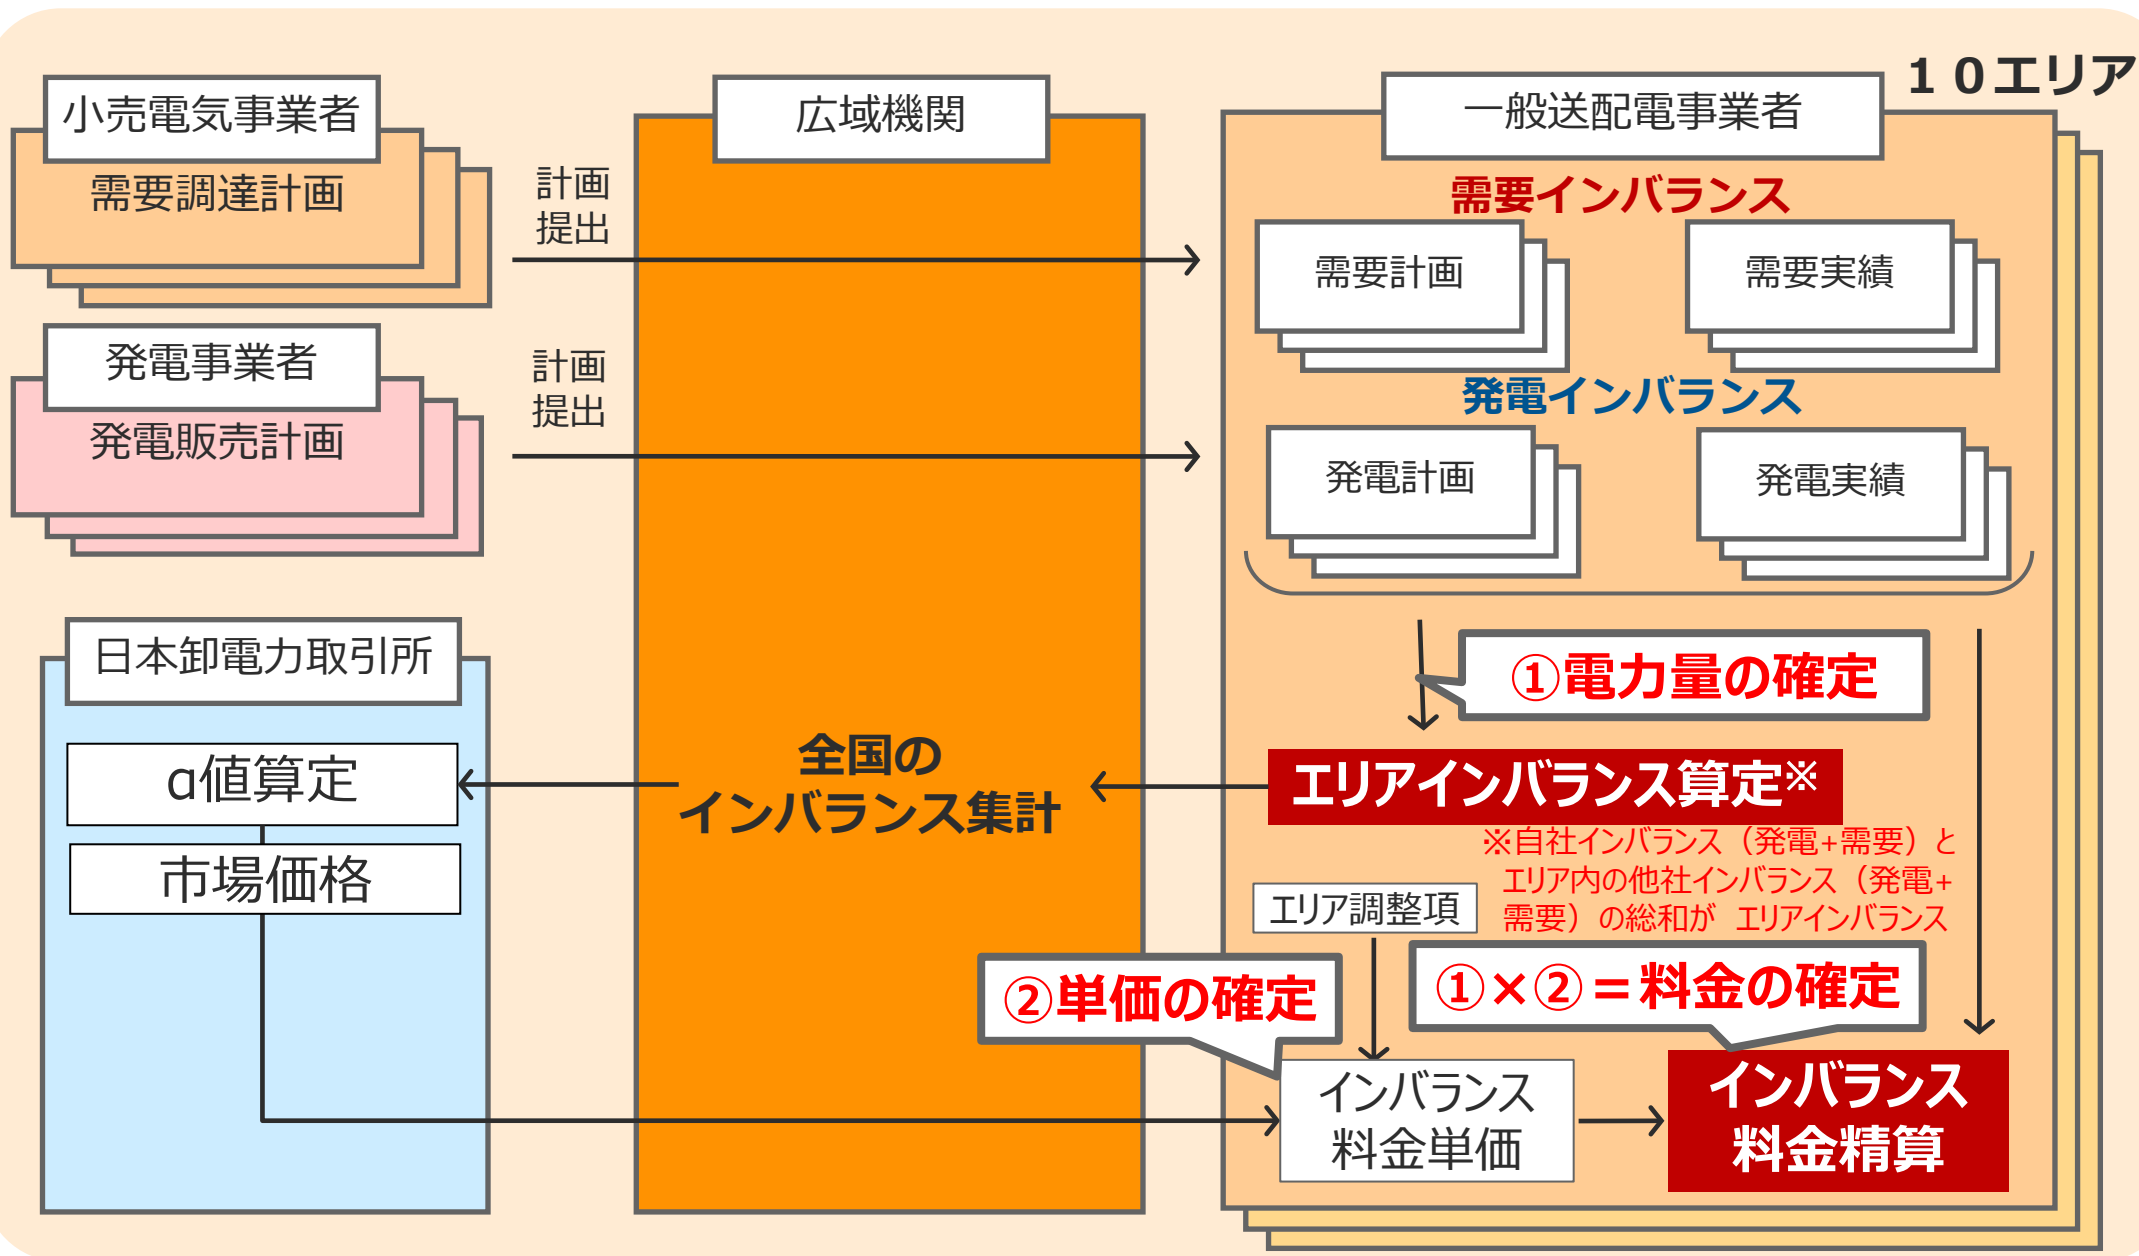 １０エリア
小売電気事業者
需要調達計画
計画
提出
発電事業者
発電販売計画
計画
提出
日本卸電力取引所
α値算定
市場価格
広域機関
全国の
インバランス集計
一般送配電事業者
需要インバランス
需要計画
需要実績
発電インバランス
発電計画
発電実績
①電力量の確定
エリアインバランス算定※
※自社インバランス（発電+需要）と
エリア内の他社インバランス（発電+
需要）の総和が エリアインバランス
エリア調整項
②単価の確定
①×②＝料金の確定
インバランス
料金単価
インバランス
料金精算